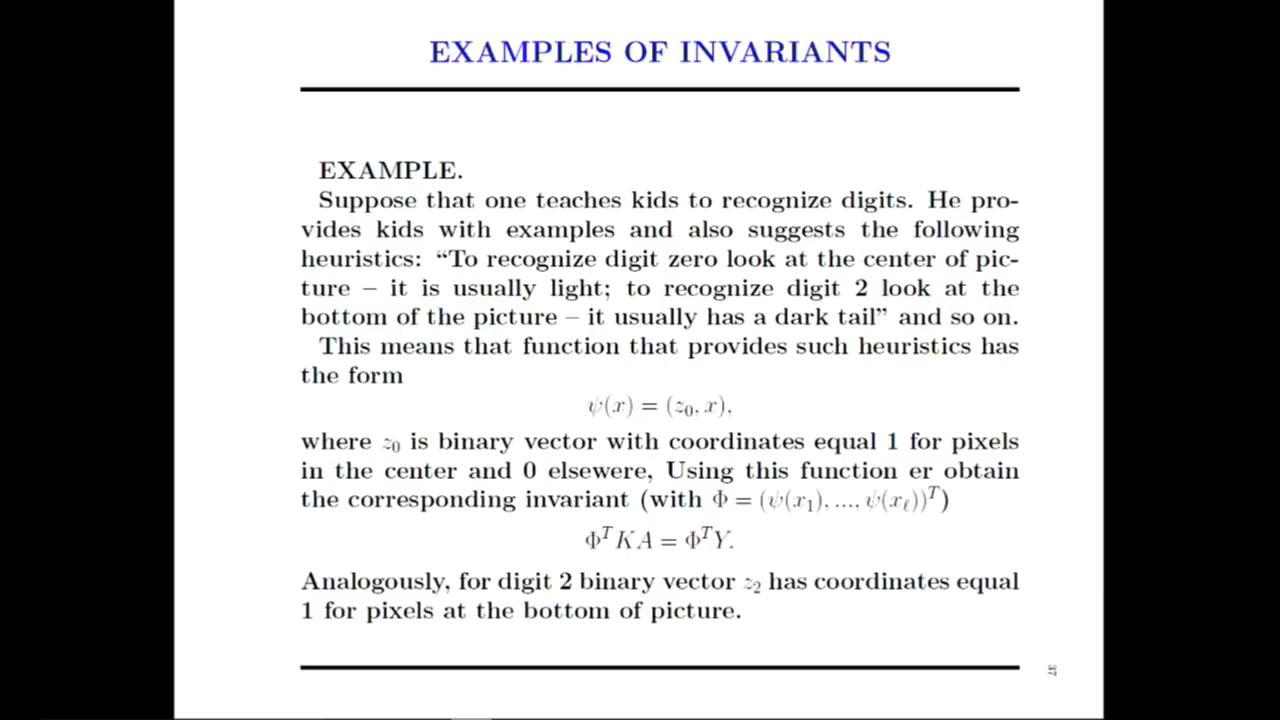 EXAMPLES OF INVARIANTS
EXAMPLE.
Suppose that one teaches kids to recognize digits. He pro-
vides kids with examples and also suggests the following
heuristics: “To recognize digit zero look at the center of pic-
ture – it is usually light; to recognize digit 2 look at the
bottom of the picture – it usually has a dark tail” and so on.
This means that function that provides such heuristics has
the form
ψ(x) = (z₀, x),
where z₀ is binary vector with coordinates equal 1 for pixels
in the center and 0 elsewere, Using this function er obtain
the corresponding invariant (with Φ = (ψ(x₁), ...., ψ(xℓ))ᵀ)
ΦᵀKA = ΦᵀY.
Analogously, for digit 2 binary vector z₂ has coordinates equal
1 for pixels at the bottom of picture.
37